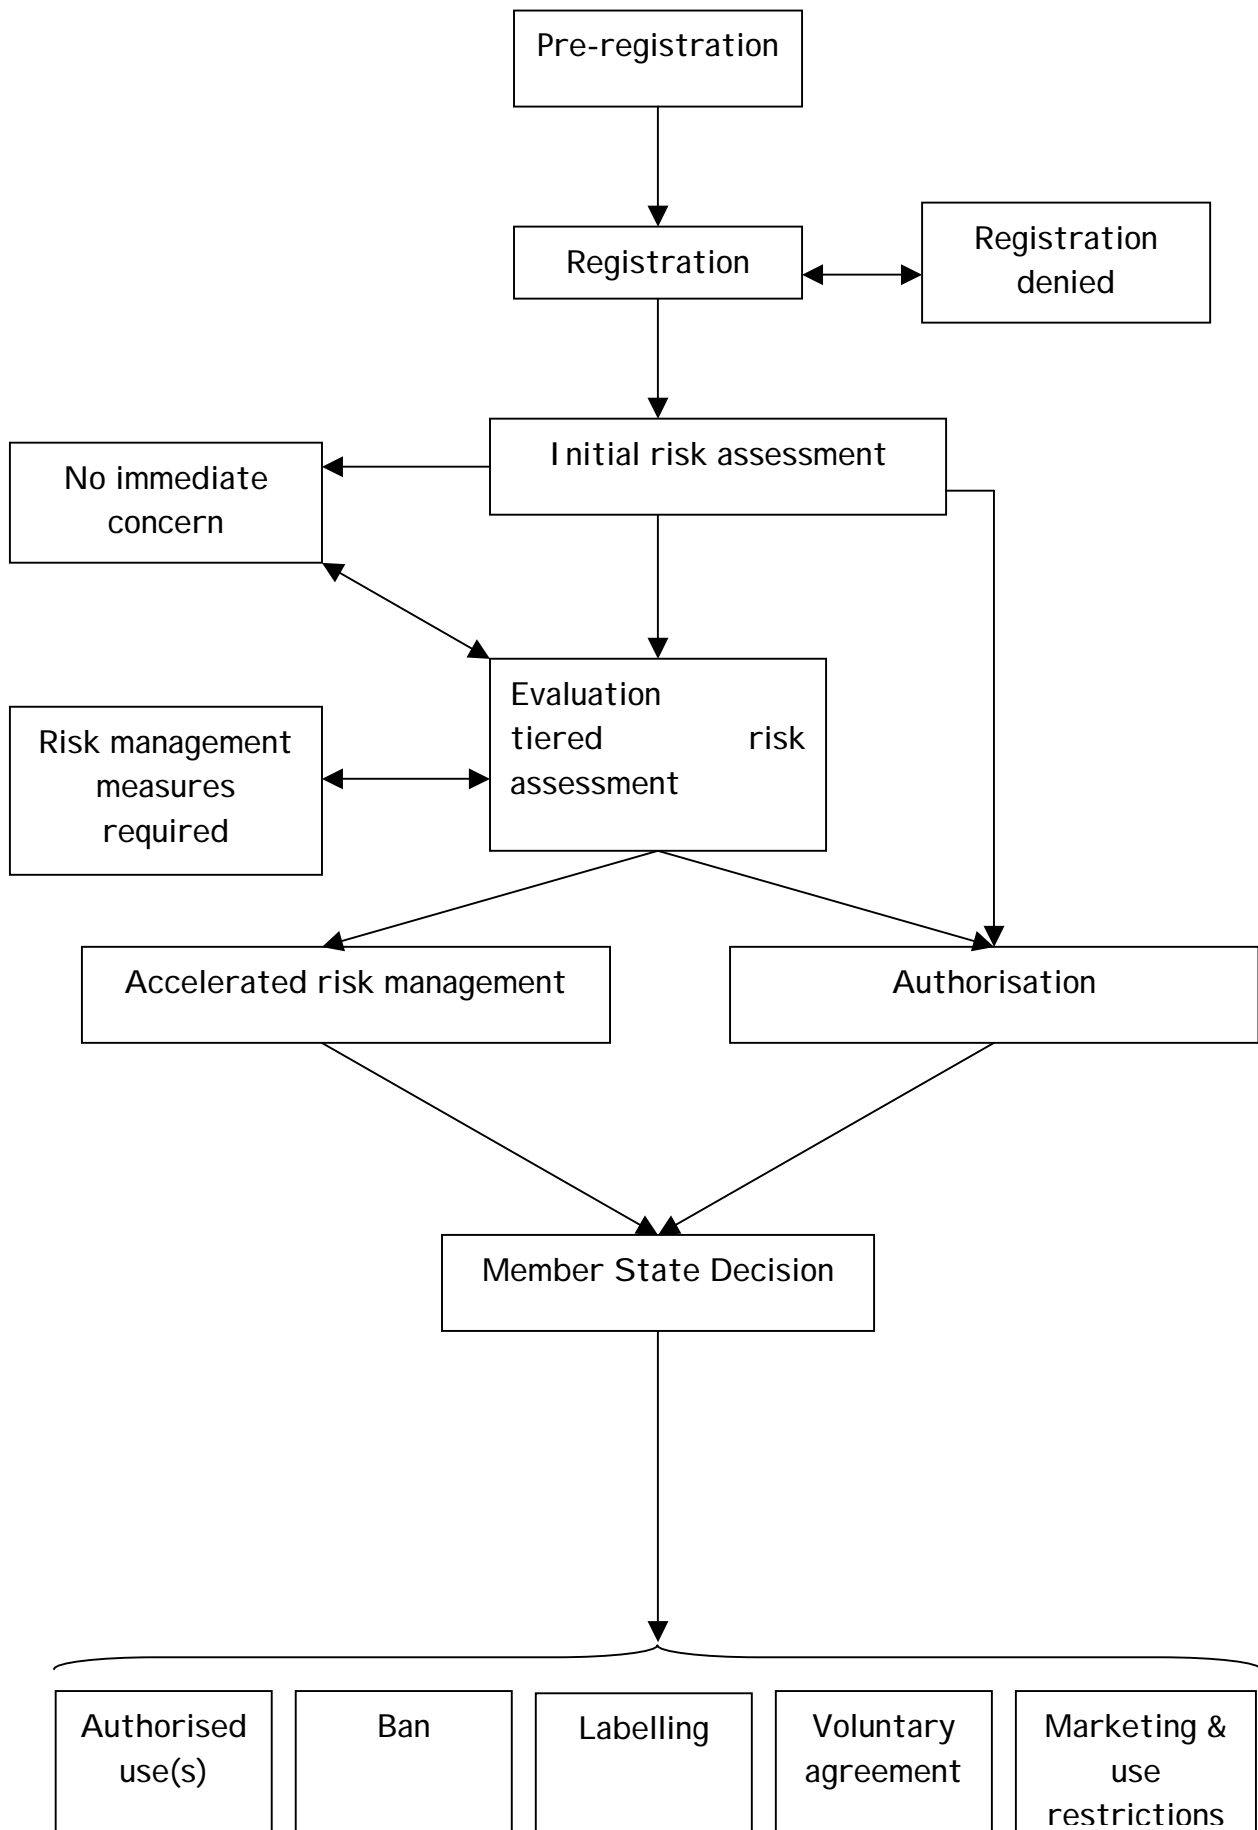 Pre-registration
Registration
Registration
denied
Initial risk assessment
No immediate
concern
Evaluation
tiered risk
assessment
Risk management
measures
required
Accelerated risk management
Authorisation
Member State Decision
Authorised
use(s)
Ban
Labelling
Voluntary
agreement
Marketing &
use
restrictions